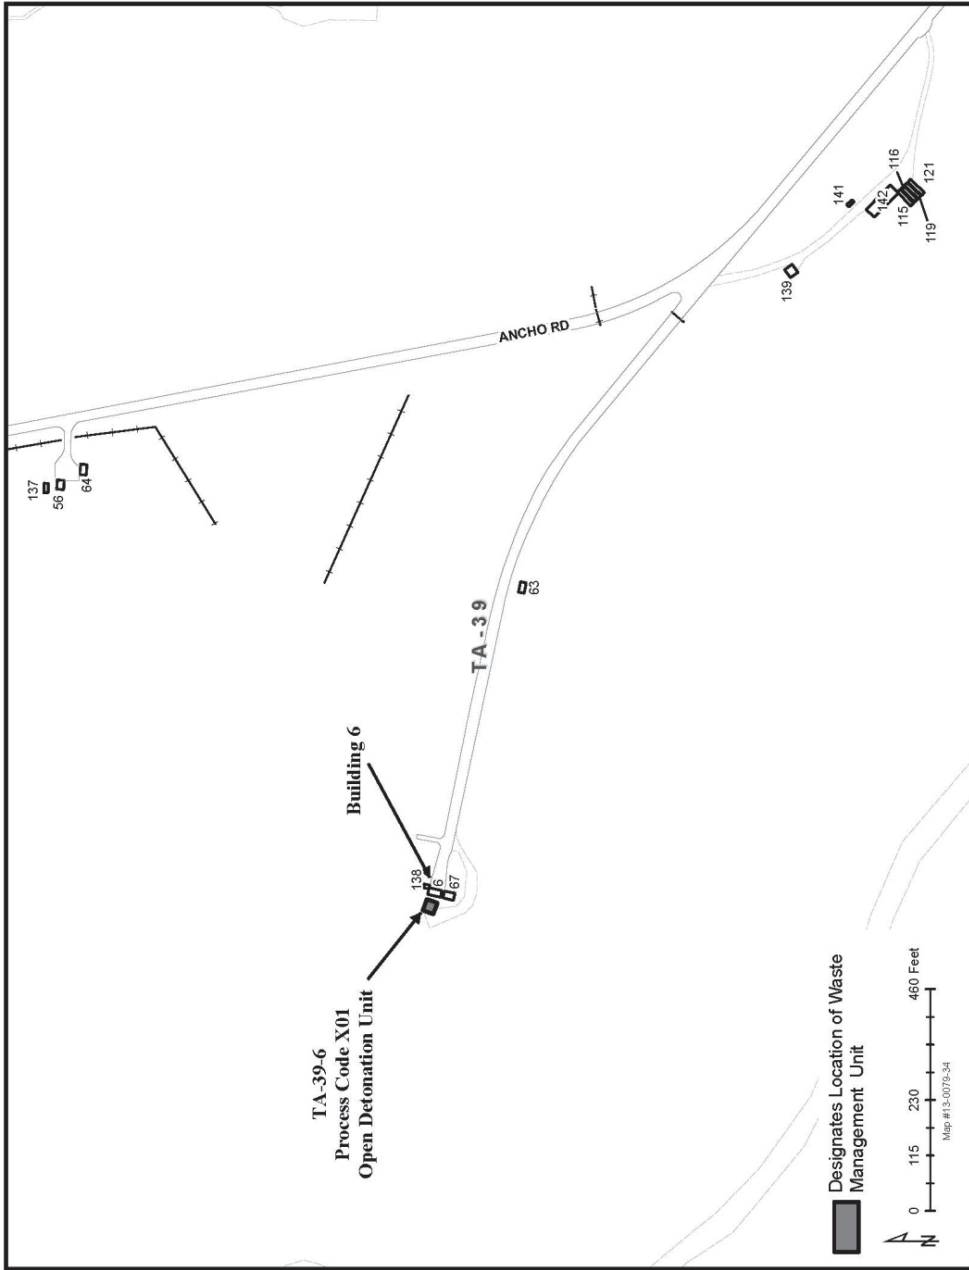 TA-39-6
Process Code X01
Open Detonation Unit
Building 6
138
6
67
TA-39
63
137
56
64
ANCHO RD
139
141
142
115
116
119
121
Designates Location of Waste
Management Unit
N
0 115 230 460 Feet
Map #13-0079-34